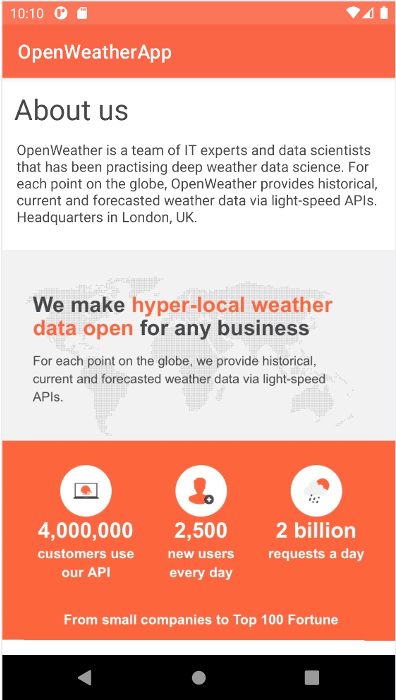 10:10
OpenWeatherApp
About us
OpenWeather is a team of IT experts and data scientists
that has been practising deep weather data science. For
each point on the globe, OpenWeather provides historical,
current and forecasted weather data via light-speed APIs.
Headquarters in London, UK.
We make hyper-local weather
data open for any business
For each point on the globe, we provide historical,
current and forecasted weather data via light-speed
APIs.
4,000,000
customers use
our API
2,500
new users
every day
2 billion
requests a day
From small companies to Top 100 Fortune